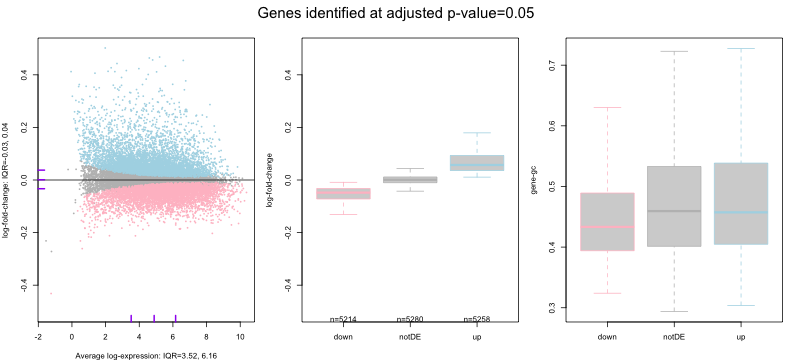 Genes identified at adjusted p-value=0.05
log-fold-change: IQR=-0.03, 0.04
0.4
0.2
0.0
-0.2
-0.4
-2
0
2
4
6
8
10
Average log-expression: IQR=3.52, 6.16
log-fold-change
0.4
0.2
0.0
-0.2
-0.4
n=5214
n=5280
n=5258
down
notDE
up
gene-gc
0.7
0.6
0.5
0.4
0.3
down
notDE
up